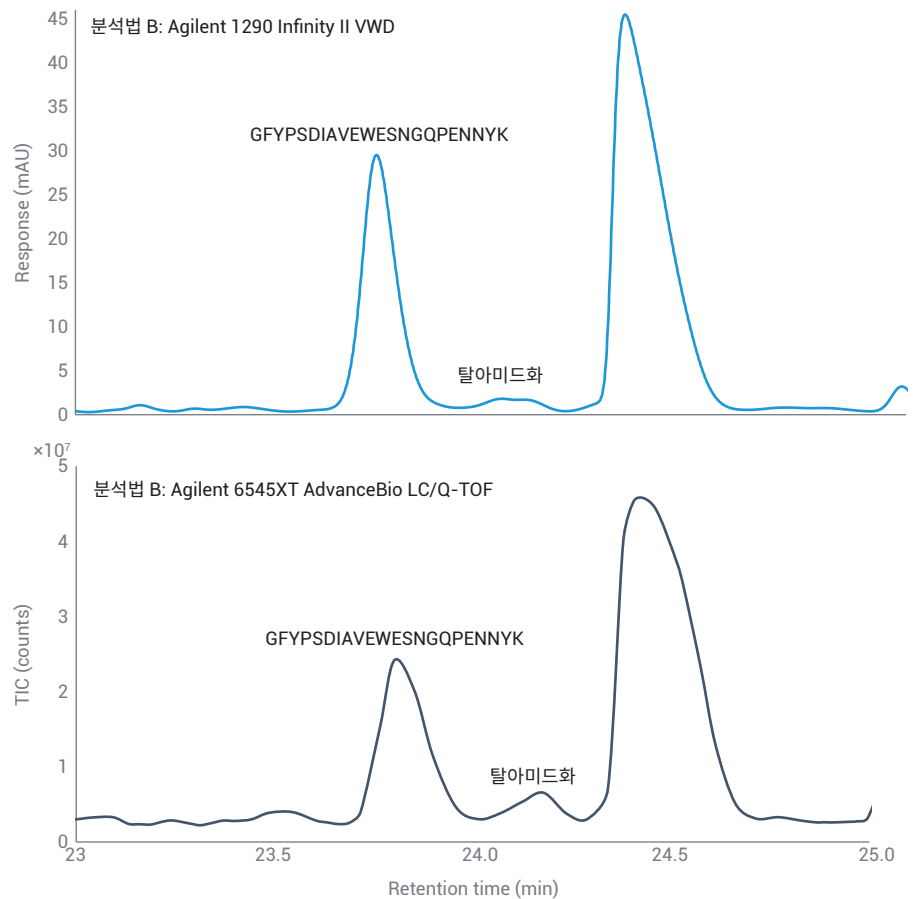 분석법 B: Agilent 1290 Infinity II VWD
45
40
35
30
25
20
15
10
5
0
Response (mAU)
GFYPSDIAVEWESNGQPENNYK
탈아미드화
×10⁷
5
4
3
2
1
0
TIC (counts)
분석법 B: Agilent 6545XT AdvanceBio LC/Q-TOF
GFYPSDIAVEWESNGQPENNYK
탈아미드화
23 23.5 24.0 24.5 25.0
Retention time (min)